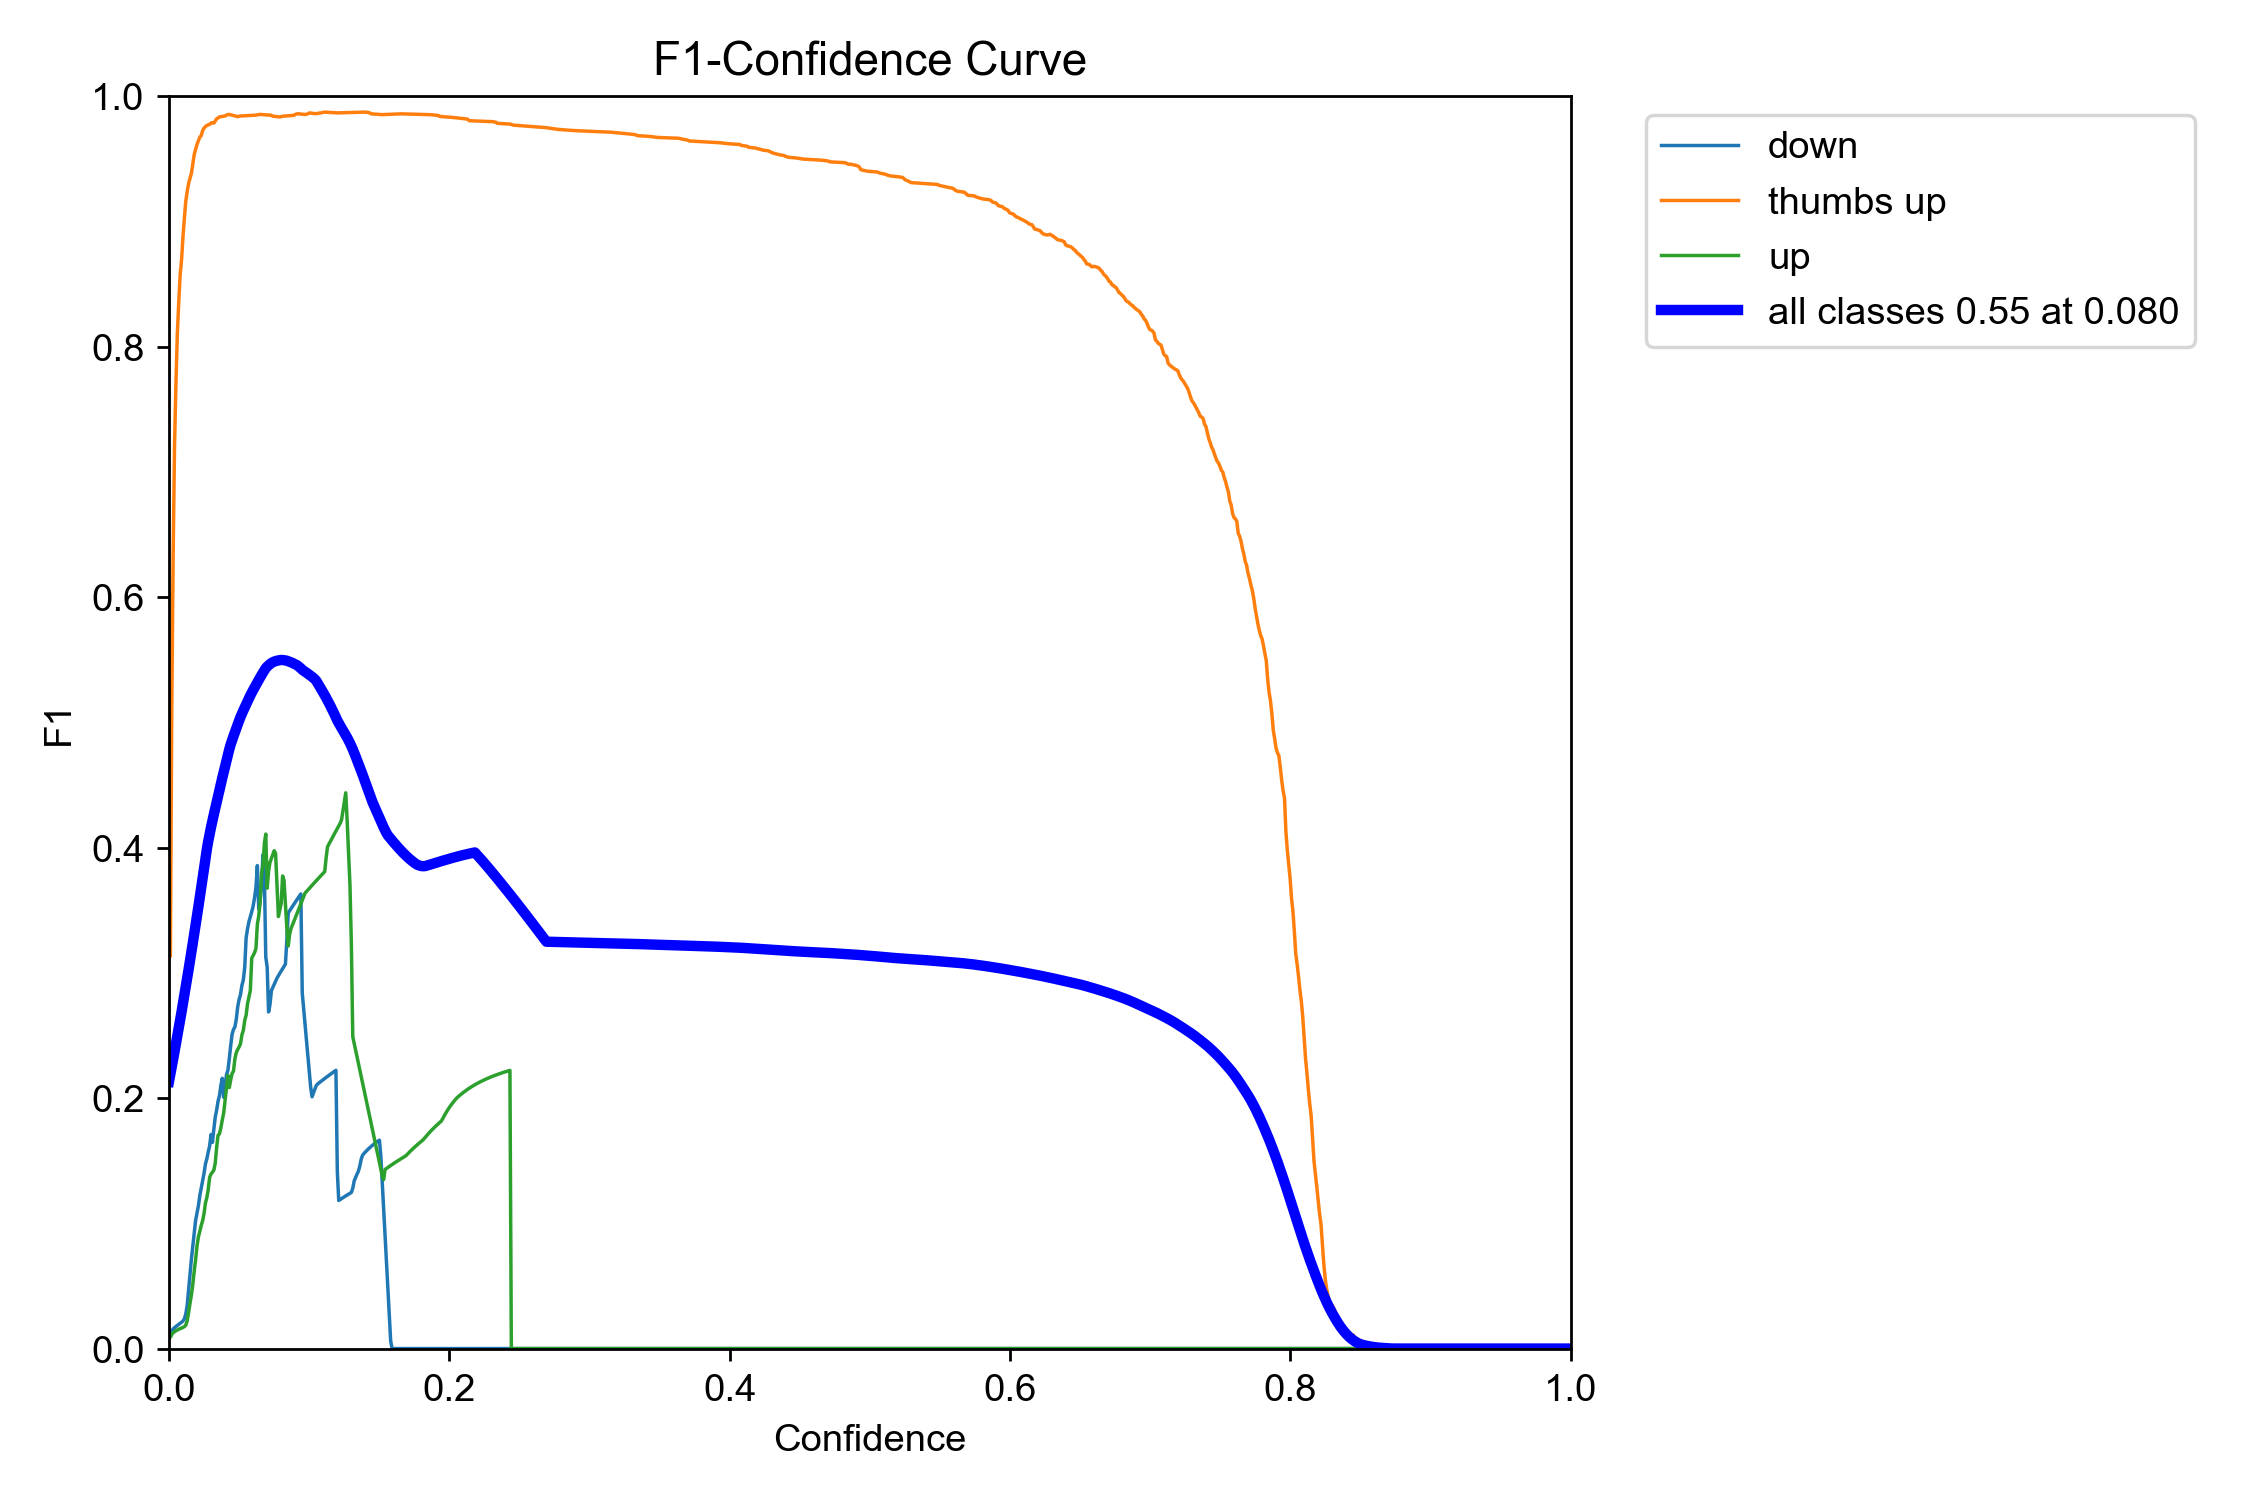 F1-Confidence Curve
1.0
0.8
0.6
0.4
0.2
0.0
F1
0.0 0.2 0.4 0.6 0.8 1.0
Confidence
down
thumbs up
up
all classes 0.55 at 0.080